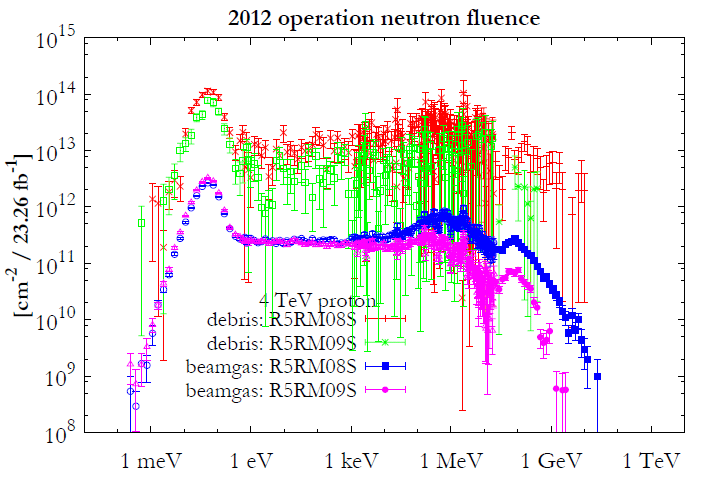 2012 operation neutron fluence
[cm-2 / 23.26 fb-1]
10^15
10^14
10^13
10^12
10^11
10^10
10^9
10^8
4 TeV proton
debris: R5RM08S
debris: R5RM09S
beamgas: R5RM08S
beamgas: R5RM09S
1 meV 1 eV 1 keV 1 MeV 1 GeV 1 TeV